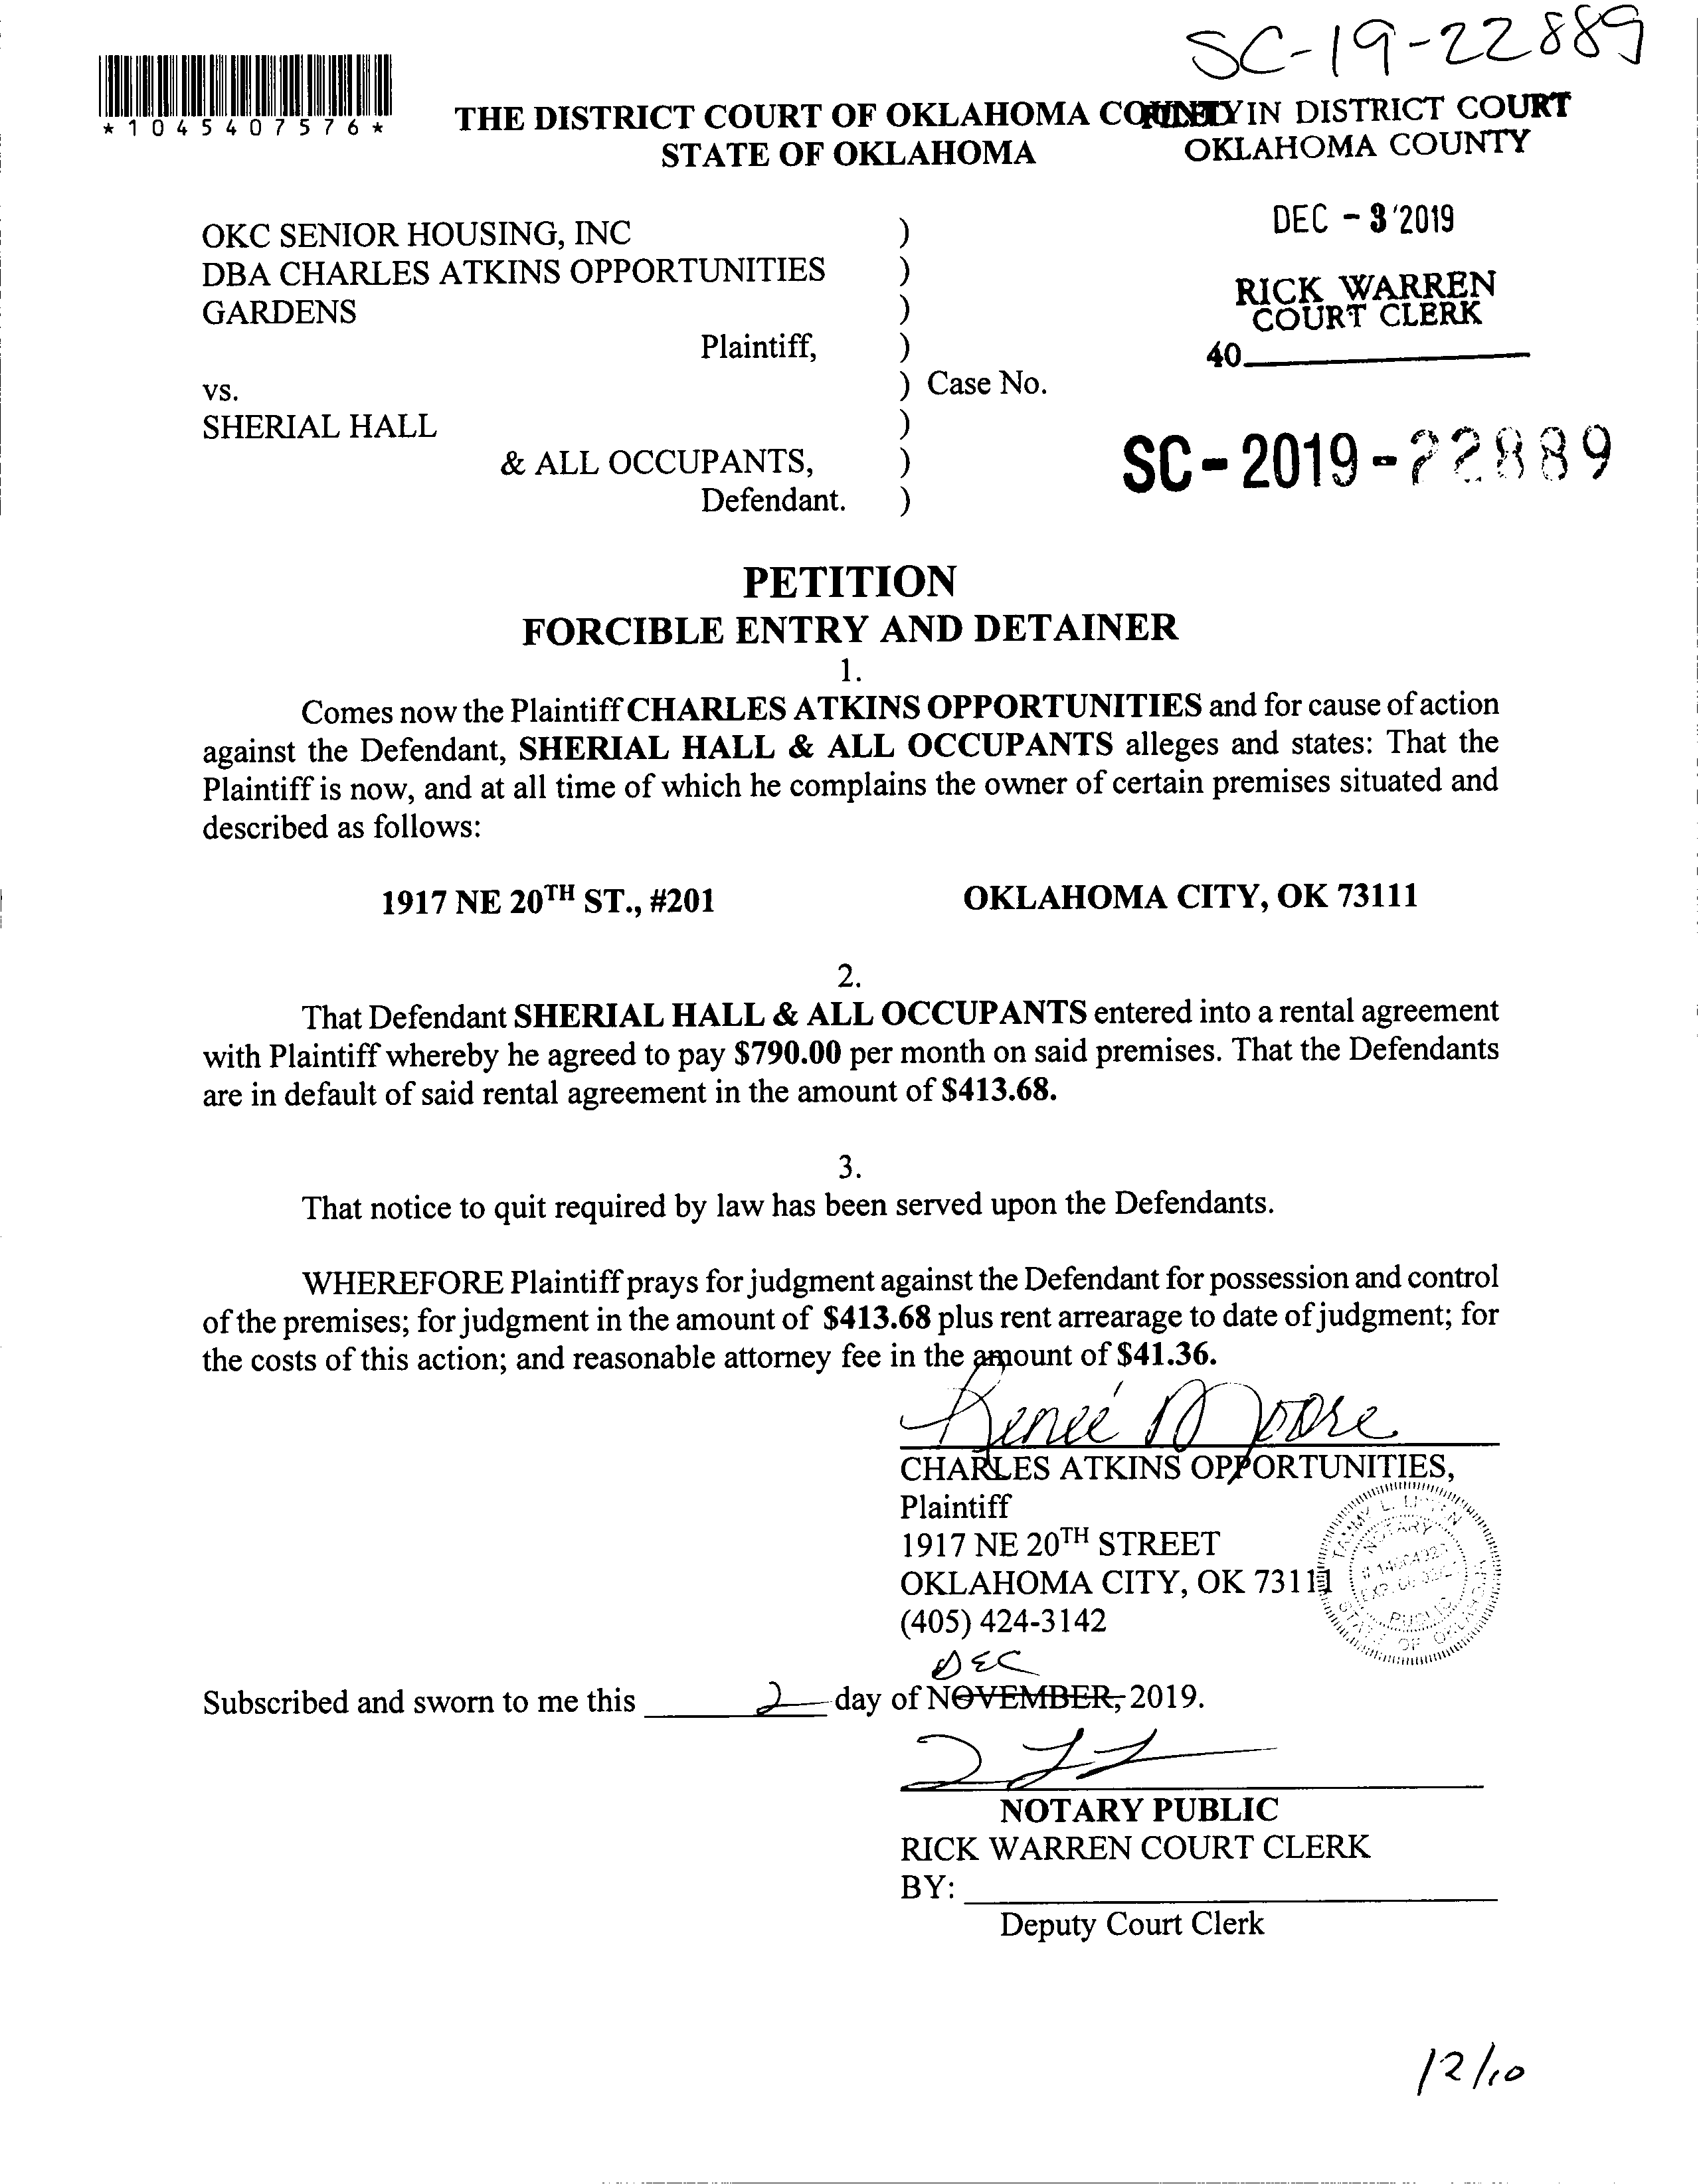 SC-19-22889
*1045407576*
THE DISTRICT COURT OF OKLAHOMA COUNTY
STATE OF OKLAHOMA
FILED IN DISTRICT COURT
OKLAHOMA COUNTY
DEC - 3 '2019
RICK WARREN
COURT CLERK
40
OKC SENIOR HOUSING, INC )
DBA CHARLES ATKINS OPPORTUNITIES )
GARDENS )
Plaintiff, )
vs. ) Case No.
SHERIAL HALL )
& ALL OCCUPANTS, )
Defendant. )
SC-2019-22889
PETITION
FORCIBLE ENTRY AND DETAINER
1.
Comes now the Plaintiff CHARLES ATKINS OPPORTUNITIES and for cause of action
against the Defendant, SHERIAL HALL & ALL OCCUPANTS alleges and states: That the
Plaintiff is now, and at all time of which he complains the owner of certain premises situated and
described as follows:
1917 NE 20TH ST., #201 OKLAHOMA CITY, OK 73111
2.
That Defendant SHERIAL HALL & ALL OCCUPANTS entered into a rental agreement
with Plaintiff whereby he agreed to pay $790.00 per month on said premises. That the Defendants
are in default of said rental agreement in the amount of $413.68.
3.
That notice to quit required by law has been served upon the Defendants.
WHEREFORE Plaintiff prays for judgment against the Defendant for possession and control
of the premises; for judgment in the amount of $413.68 plus rent arrearage to date of judgment; for
the costs of this action; and reasonable attorney fee in the amount of $41.36.
Reneé Moore
CHARLES ATKINS OPPORTUNITIES,
Plaintiff
1917 NE 20TH STREET
OKLAHOMA CITY, OK 73111
(405) 424-3142
TAMMY L.
NOTARY
EXP.
PUBLIC
STATE OF OKLAHOMA
DEC
Subscribed and sworn to me this 2 day of NOVEMBER, 2019.
NOTARY PUBLIC
RICK WARREN COURT CLERK
BY:
Deputy Court Clerk
12/10